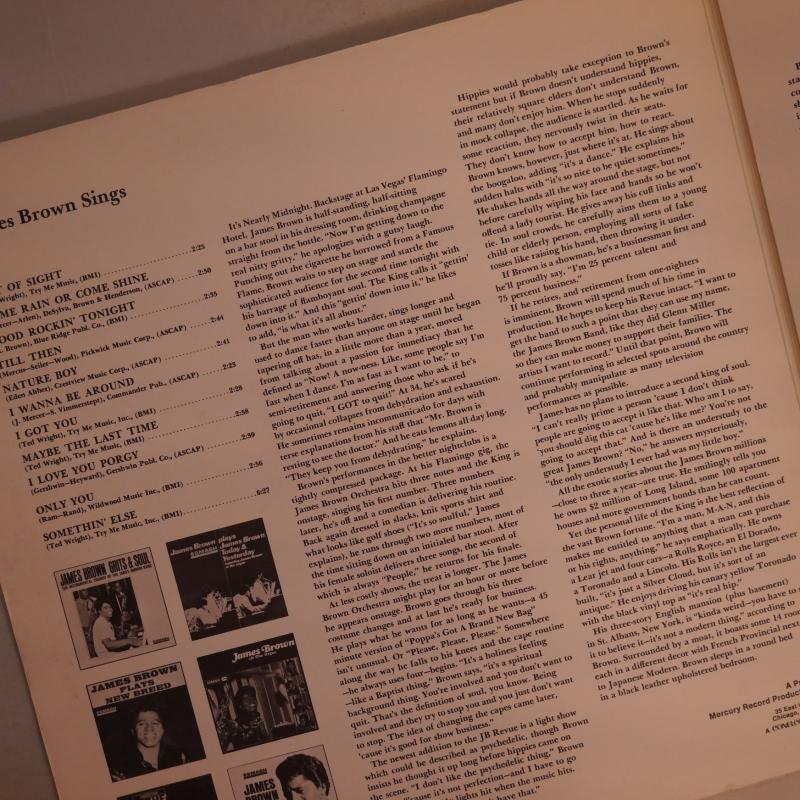 es Brown Sings
T OF SIGHT
Wright), Try Me Music, (BMI) 2:25
ME RAIN OR COME SHINE
cer—Arlen), DeSylva, Brown & Henderson, (ASCAP) 2:50
OOD ROCKIN' TONIGHT
Brown), Blue Ridge Publ. Co., (BMI) 2:35
TILL THEN
(Mercus—Seiler—Wood), Pickwick Music Corp., (ASCAP) 2:44
NATURE BOY
(Eden Ahbez), Crestview Music Corp., (ASCAP) 2:41
I WANNA BE AROUND
(J. Mercer—S. Vimmerstept), Commander Pub., (ASCAP) 2:23
I GOT YOU
(Ted Wright), Try Me Music, Inc., (BMI) 2:28
MAYBE THE LAST TIME
(Ted Wright), Try Me Music, (BMI) 2:58
I LOVE YOU PORGY
(Gershwin—Heyward), Gershwin Publ. Co., (ASCAP) 2:39
ONLY YOU
(Ram—Rand), Wildwood Music Inc., (BMI) 2:36
SOMETHIN' ELSE
(Ted Wright), Try Me Music, Inc., (BMI) 6:27
JAMES BROWN GRITS & SOUL
James Brown plays
James Brown
Today &
Yesterday
JAMES BROWN
PLAYS
NEW BREED
James Brown
JAMES
BROWN
It's Nearly Midnight. Backstage at Las Vegas' Flamingo
Hotel, James Brown is half-standing, half-sitting
on a bar stool in his dressing room, drinking champagne
straight from the bottle. "Now I'm getting down to the
real nitty gritty," he apologizes with a gutsy laugh.
Punching out the cigarette he borrowed from a Famous
Flame, Brown waits to step on stage and startle the
sophisticated audience for the second time tonight with
his barrage of flamboyant soul. The King calls it "gettin'
down into it." And this "gettin' down into it," he likes
to add, "is what it's all about."
But the man who works harder, sings longer and
used to dance faster than anyone on stage until he began
tapering off has, in a little more than a year, moved
from talking about a passion for immediacy that he
defined as "Now! A now-ness. Like, some people say I'm
fast when I dance. I'm as fast as I want to be," to
semi-retirement and answering those who ask if he's
going to quit, "I GOT to quit!" At 34, he's scared
by occasional collapses from dehydration and exhaustion.
He sometimes remains incommunicado for days with
terse explanations from his staff that "Mr. Brown is
resting to see the doctor." And he eats lemons all day long.
"They keep you from dehydrating," he explains.
Brown's performances in the better nightclubs is a
tightly compressed package. At his Flamingo gig, the
James Brown Orchestra hits three notes and the King is
onstage, singing his first number. Three numbers
later, he's off and a comedian is delivering his routine.
Back again dressed in slacks, knit sports shirt and
what looks like golf shoes ("It's so soulful," James
explains), he runs through two more numbers, most of
the time sitting down on an initialed bar stool. After
his female soloist delivers three songs, the second of
which is always "People," he returns for his finale.
At less costly shows, the treat is longer. The James
Brown Orchestra might play for an hour or more before
he appears onstage. Brown goes through his three
costume changes and at last he's ready for business.
He plays what he wants for as long as he wants—a 45
minute version of "Poppa's Got A Brand New Bag"
isn't unusual. Or "Please, Please, Please." Somewhere
along the way he falls to his knees and the cape routine
—he always uses four—begins. "It's a holiness feeling
—like a Baptist thing," Brown says, "it's a spiritual
background thing. You're involved and you don't want to
quit. That's the definition of soul, you know. Being
involved and they try to stop you and you just don't want
to stop. The idea of changing the capes came later,
'cause it's good for show business."
The newest addition to the JB Revue is a light show
which could be described as psychedelic, though Brown
insists he thought it up long before hippies came on
the scene. "I don't like the psychedelic thing," Brown
"'cause it's not perfection—and I have to go
lights hit when the music hits.
have that."
Hippies would probably take exception to Brown's
statement but if Brown doesn't understand hippies,
their relatively square elders don't understand Brown,
and many don't enjoy him. When he stops suddenly
in mock collapse, the audience is startled. As he waits for
some reaction, they nervously twist in their seats.
They don't know how to accept him, how to react.
Brown knows, however, just where it's at. He sings about
the boogaloo, adding "it's a dance." He explains his
sudden halts with "it's so nice to be quiet sometimes."
He shakes hands all the way around the stage, but not
before carefully wiping his face and hands so he won't
offend a lady tourist. He gives away his cuff links and
tie. In soul crowds, he carefully aims them to a young
child or elderly person, employing all sorts of fake
tosses like raising his hand, then throwing it under.
If Brown is a showman, he's a businessman first and
he'll proudly say, "I'm 25 percent talent and
75 percent business."
If he retires, and retirement from one-nighters
is imminent, Brown will spend much of his time in
production. He hopes to keep his Revue intact. "I want to
get the band to such a point that they can use my name,
the James Brown Band, like they did Glenn Miller
so they can make money to support their families. The
artists I want to record." Until that point, Brown will
continue performing in selected spots around the country
and probably manipulate as many television
performances as possible.
James has no plans to introduce a second king of soul.
"I can't really prime a person 'cause I don't think
people are going to accept it like that. Who am I to say,
'you should dig this cat 'cause he's like me?' You're not
going to accept that." And is there an understudy to the
great James Brown? "No," he answers mysteriously,
"the only understudy I ever had was my little boy."
All the exotic stories about the James Brown millions
—close to three a year—are true. He smilingly tells you
he owns $2 million of Long Island, some 100 apartment
houses and more government bonds than he can count.
Yet the personal life of the King is the best reflection of
the vast Brown fortune. "I'm a man. M-A-N, and this
makes me entitled to anything that a man can purchase
or his rights, anything," he says emphatically. He owns
a Lear jet and four cars—a Rolls Royce, an El Dorado,
a Toronado and a Lincoln. His Rolls isn't the largest ever
built, "it's just a Silver Cloud, but it's sort of an
antique." He enjoys driving his canary yellow Toronado
with the black vinyl top as "it's real hip."
His three-story English mansion (plus basement)
in St. Albans, New York, is "kinda weird—you have to
it to believe it—it's not a modern thing," according to
Brown. Surrounded by a moat, it boasts some 14 roo
each in a different decor with French Provincial next
to Japanese Modern. Brown sleeps in a round bed
in a black leather upholstered bedroom.
A P
Mercury Record Produc
35 East W
Chicago,